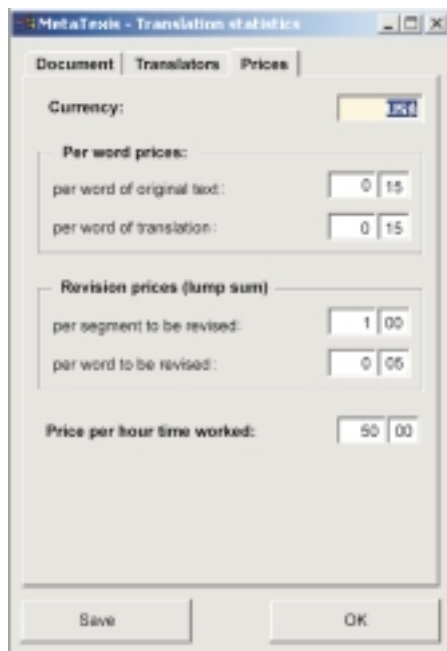 MetaTexis - Translation statistics
Document Translators Prices
Currency:
Per word prices:
per word of original text: 0 15
per word of translation: 0 15
Revision prices (lump sum)
per segment to be revised: 1 00
per word to be revised: 0 05
Price per hour time worked: 50 00
Save OK